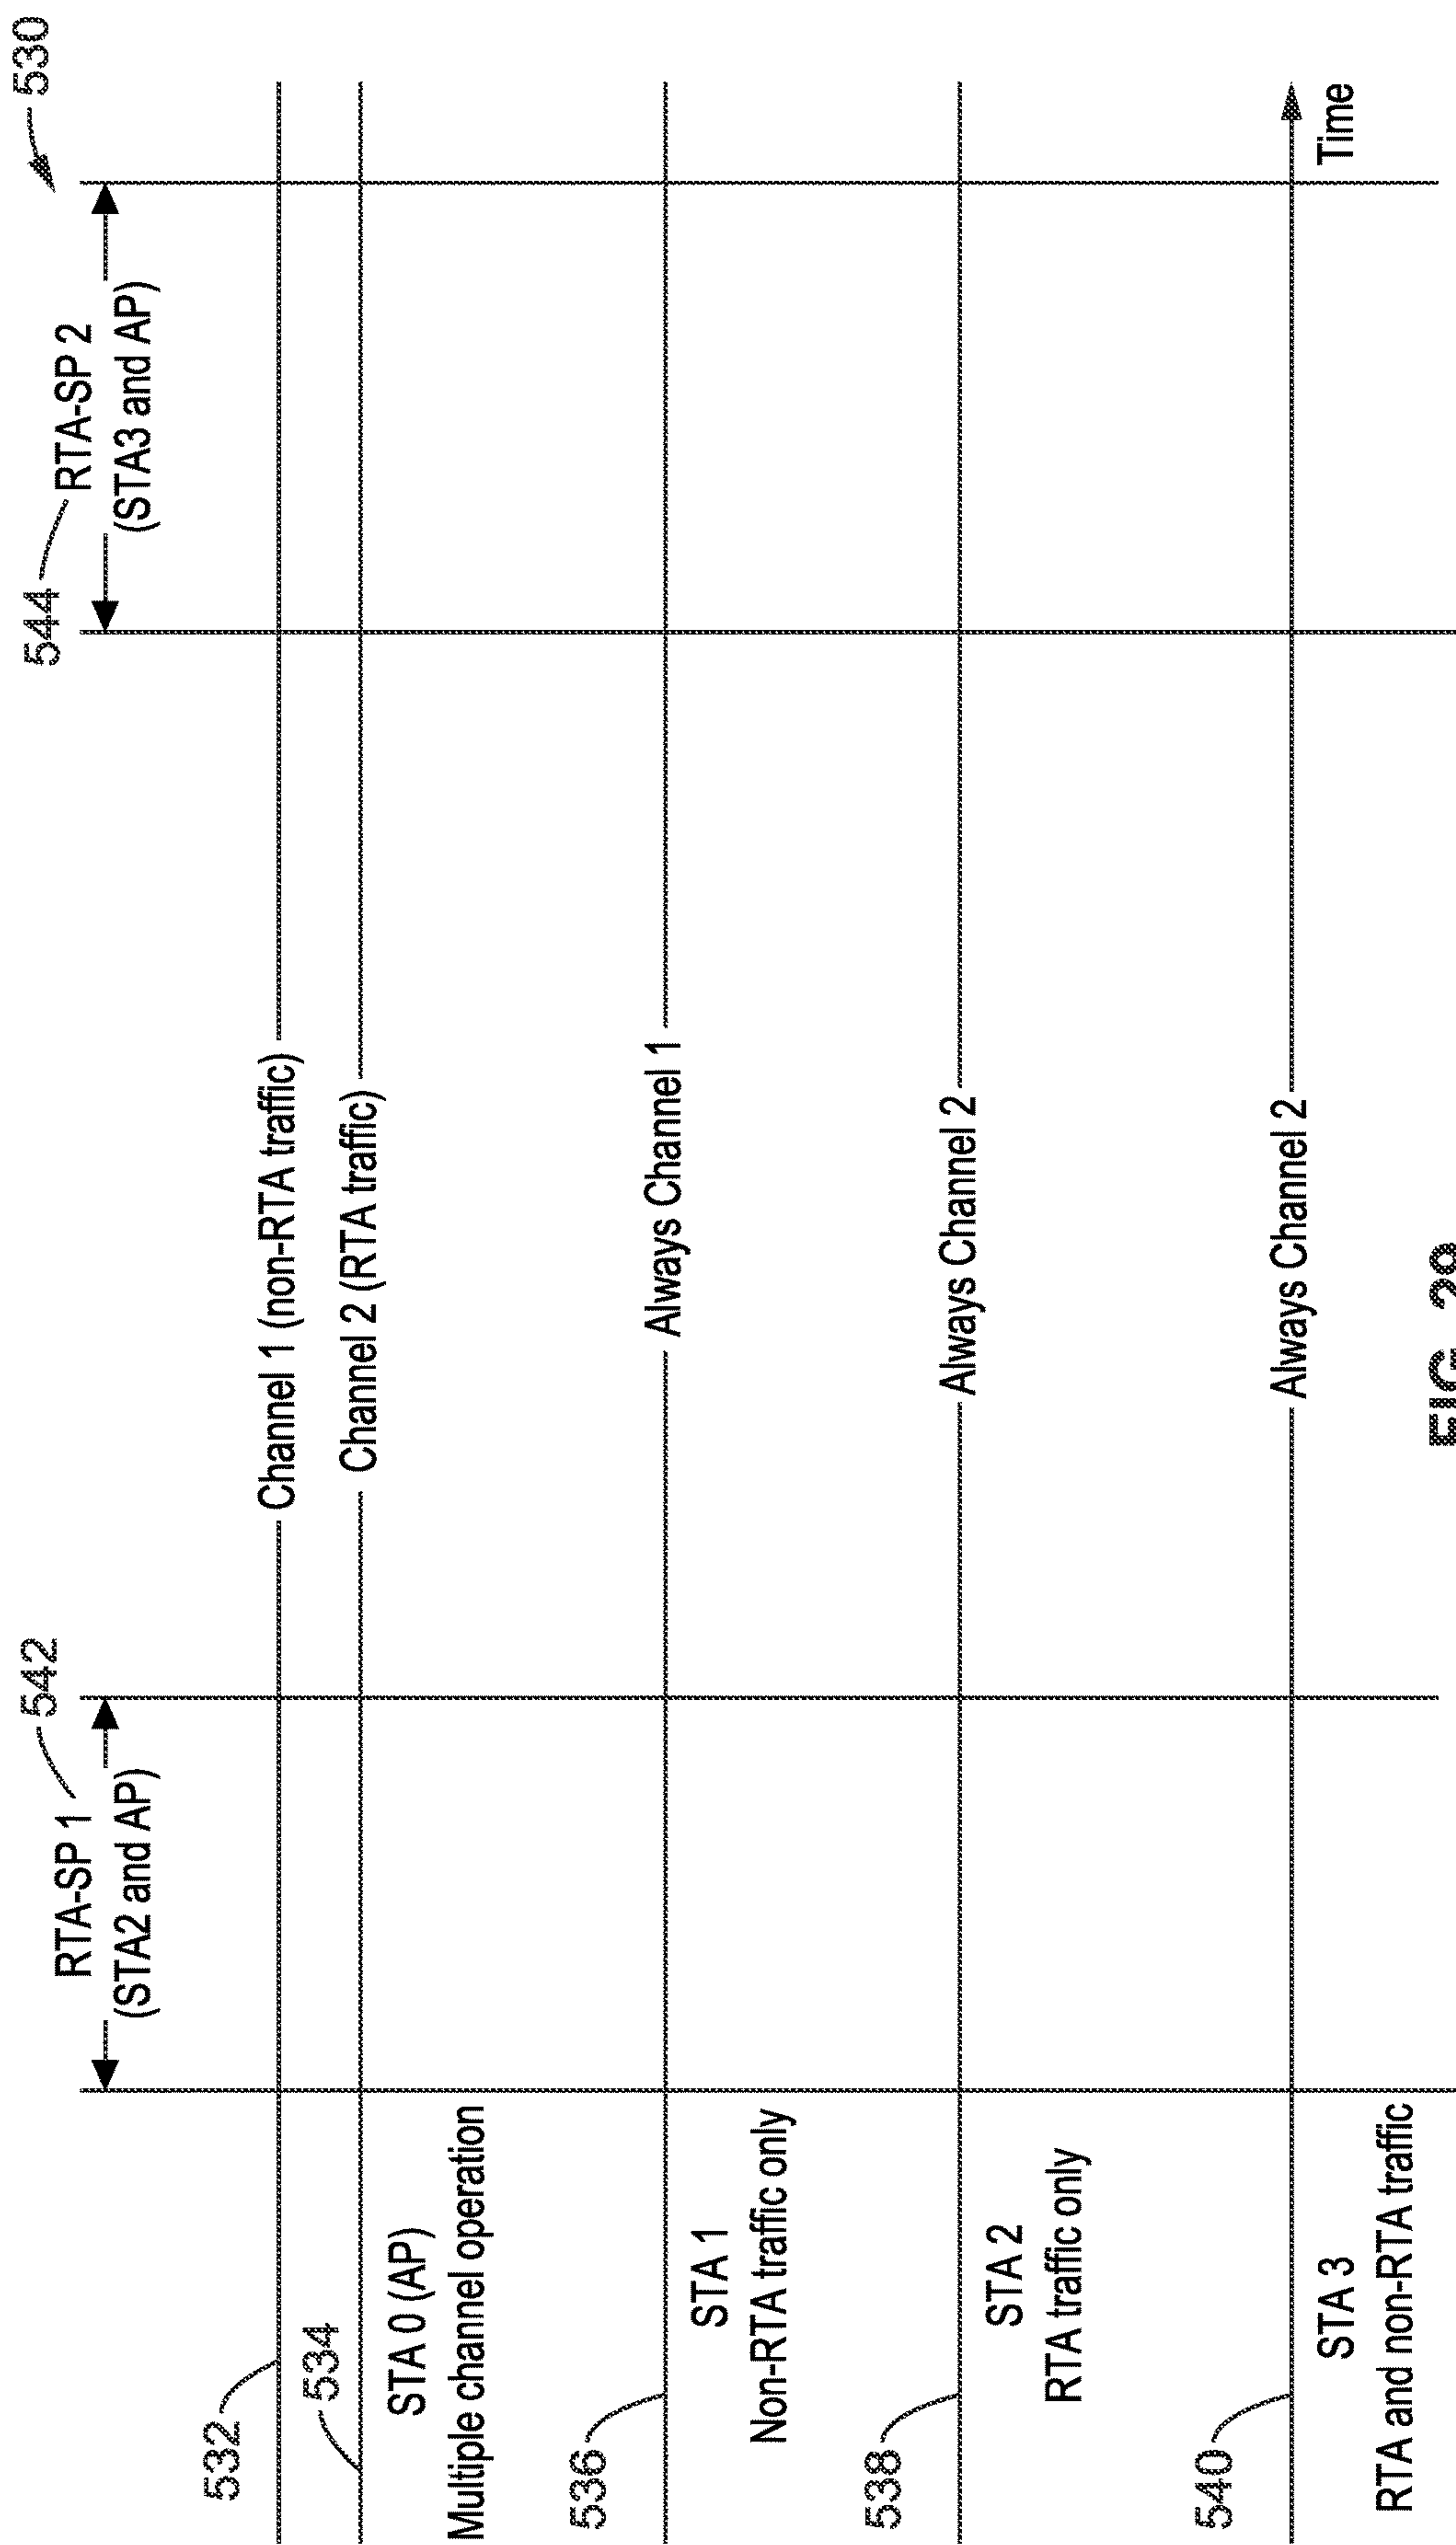 530
RTA-SP 1
542
(STA2 and AP)
544
RTA-SP 2
(STA3 and AP)
532
Channel 1 (non-RTA traffic)
534
Channel 2 (RTA traffic)
STA 0 (AP)
Multiple channel operation
536
Always Channel 1
STA 1
Non-RTA traffic only
538
Always Channel 2
STA 2
RTA traffic only
540
Always Channel 2
Time
STA 3
RTA and non-RTA traffic
FIG. 29